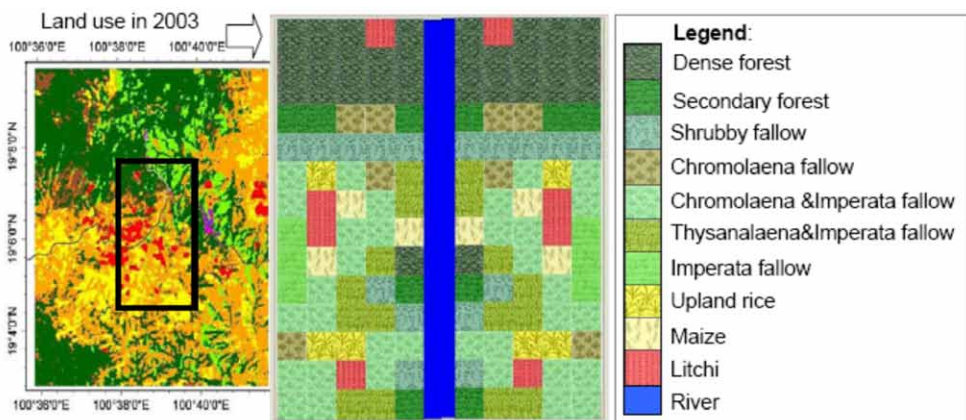 Land use in 2003
100°36'0"E 100°38'0"E 100°40'0"E
19°8'0"N
19°6'0"N
19°4'0"N
100°36'0"E 100°38'0"E 100°40'0"E
Legend:
Dense forest
Secondary forest
Shrubby fallow
Chromolaena fallow
Chromolaena &Imperata fallow
Thysanalaena&Imperata fallow
Imperata fallow
Upland rice
Maize
Litchi
River